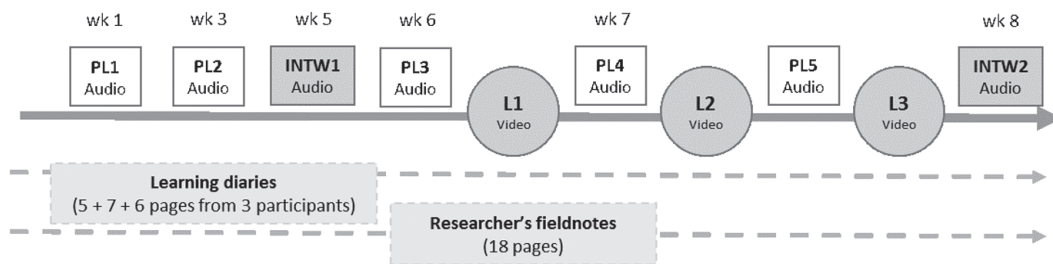 wk 1
wk 3
wk 5
wk 6
wk 7
wk 8
PL1
Audio
PL2
Audio
INTW1
Audio
PL3
Audio
L1
Video
PL4
Audio
L2
Video
PL5
Audio
L3
Video
INTW2
Audio
Learning diaries
(5 + 7 + 6 pages from 3 participants)
Researcher's fieldnotes
(18 pages)